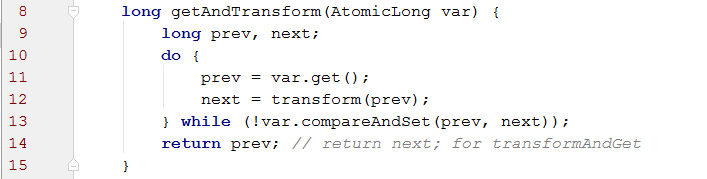 8 long getAndTransform(AtomicLong var) {
9 long prev, next;
10 do {
11 prev = var.get();
12 next = transform(prev);
13 } while (!var.compareAndSet(prev, next));
14 return prev; // return next; for transformAndGet
15 }